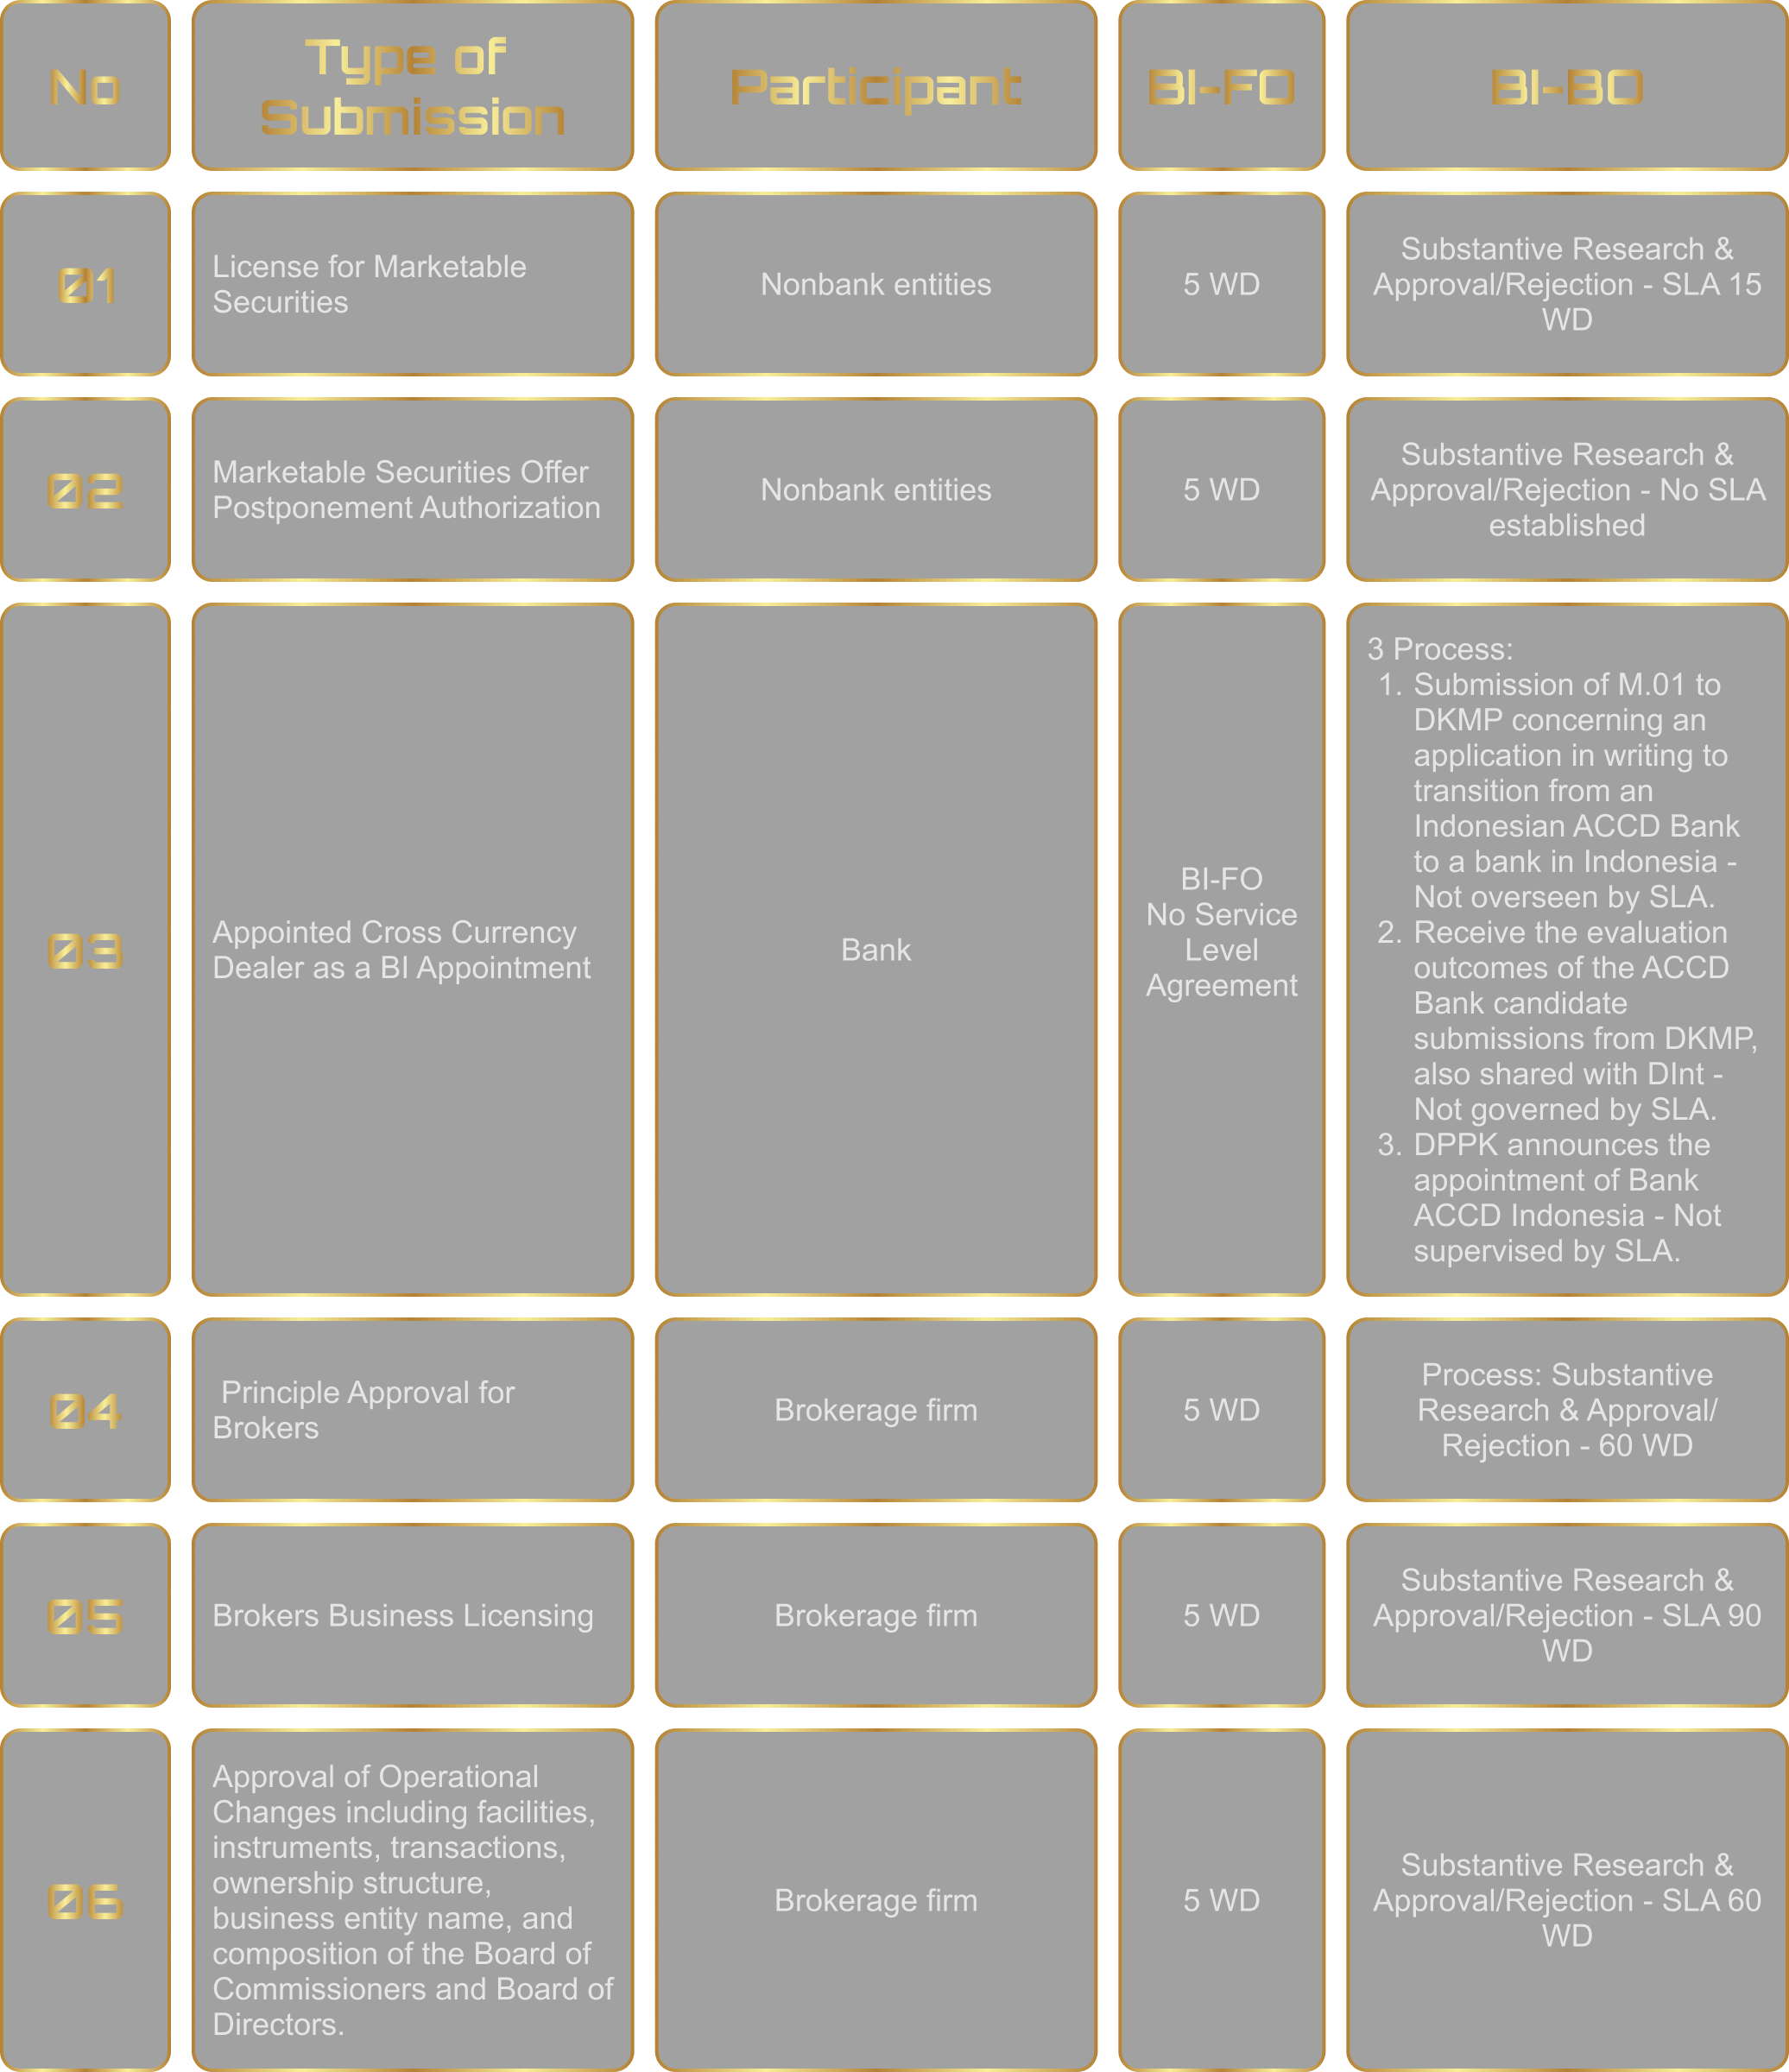 No
Type of
Submission
Participant
BI-FO
BI-BO
01
License for Marketable
Securities
Nonbank entities
5 WD
Substantive Research &
Approval/Rejection - SLA 15
WD
02
Marketable Securities Offer
Postponement Authorization
Nonbank entities
5 WD
Substantive Research &
Approval/Rejection - No SLA
established
03
Appointed Cross Currency
Dealer as a BI Appointment
Bank
BI-FO
No Service
Level
Agreement
3 Process:
1. Submission of M.01 to
DKMP concerning an
application in writing to
transition from an
Indonesian ACCD Bank
to a bank in Indonesia -
Not overseen by SLA.
2. Receive the evaluation
outcomes of the ACCD
Bank candidate
submissions from DKMP,
also shared with DInt -
Not governed by SLA.
3. DPPK announces the
appointment of Bank
ACCD Indonesia - Not
supervised by SLA.
04
Principle Approval for
Brokers
Brokerage firm
5 WD
Process: Substantive
Research & Approval/
Rejection - 60 WD
05
Brokers Business Licensing
Brokerage firm
5 WD
Substantive Research &
Approval/Rejection - SLA 90
WD
06
Approval of Operational
Changes including facilities,
instruments, transactions,
ownership structure,
business entity name, and
composition of the Board of
Commissioners and Board of
Directors.
Brokerage firm
5 WD
Substantive Research &
Approval/Rejection - SLA 60
WD